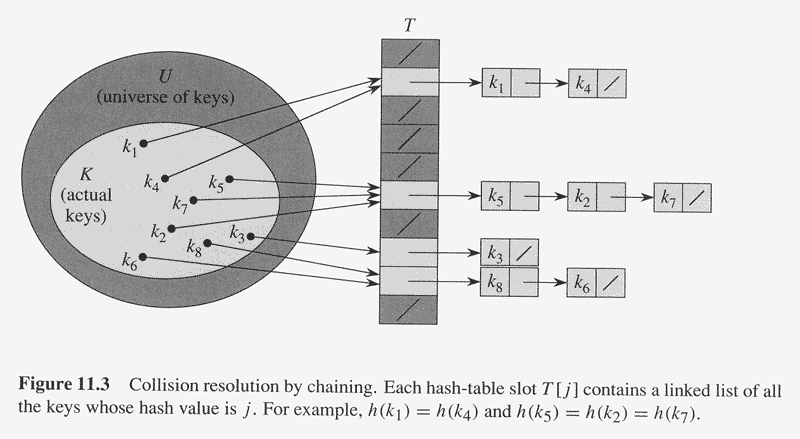 T
U
(universe of keys)
k1 k4 /
K
(actual
keys)
k1
k4 k5
k7
k5 k2 k7 /
k2 k3
k8
k6
k3 /
k8 k6 /
Figure 11.3 Collision resolution by chaining. Each hash-table slot T[j] contains a linked list of all
the keys whose hash value is j. For example, h(k1) = h(k4) and h(k5) = h(k2) = h(k7).